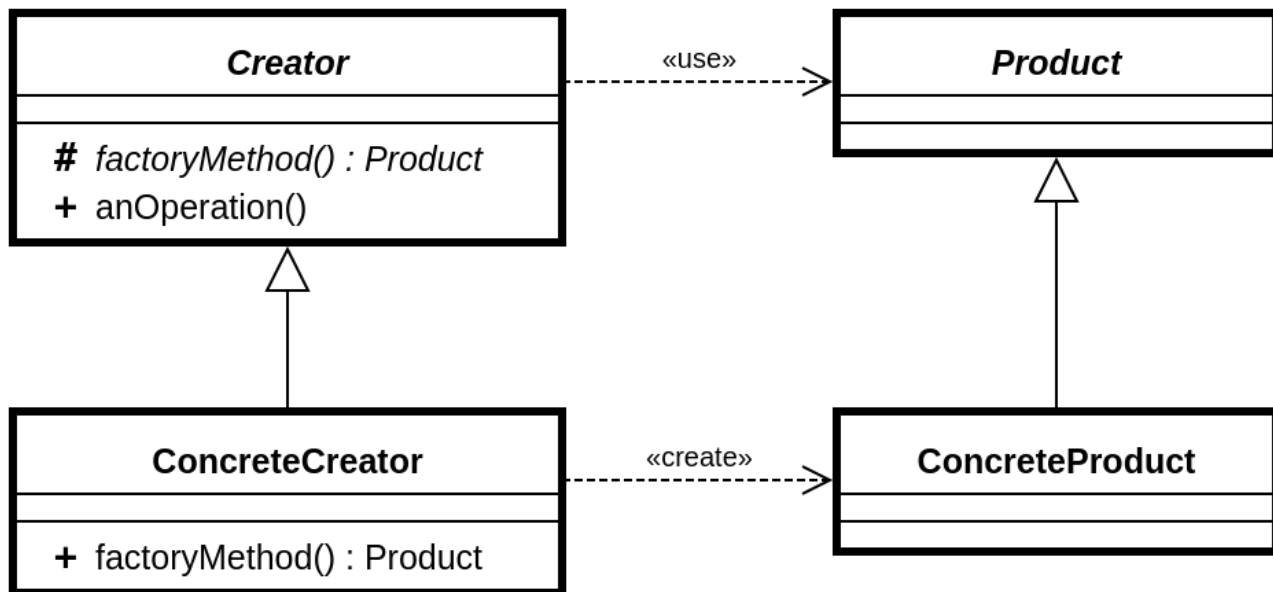 Creator
«use»
Product
# factoryMethod() : Product
+ anOperation()
ConcreteCreator
«create»
ConcreteProduct
+ factoryMethod() : Product